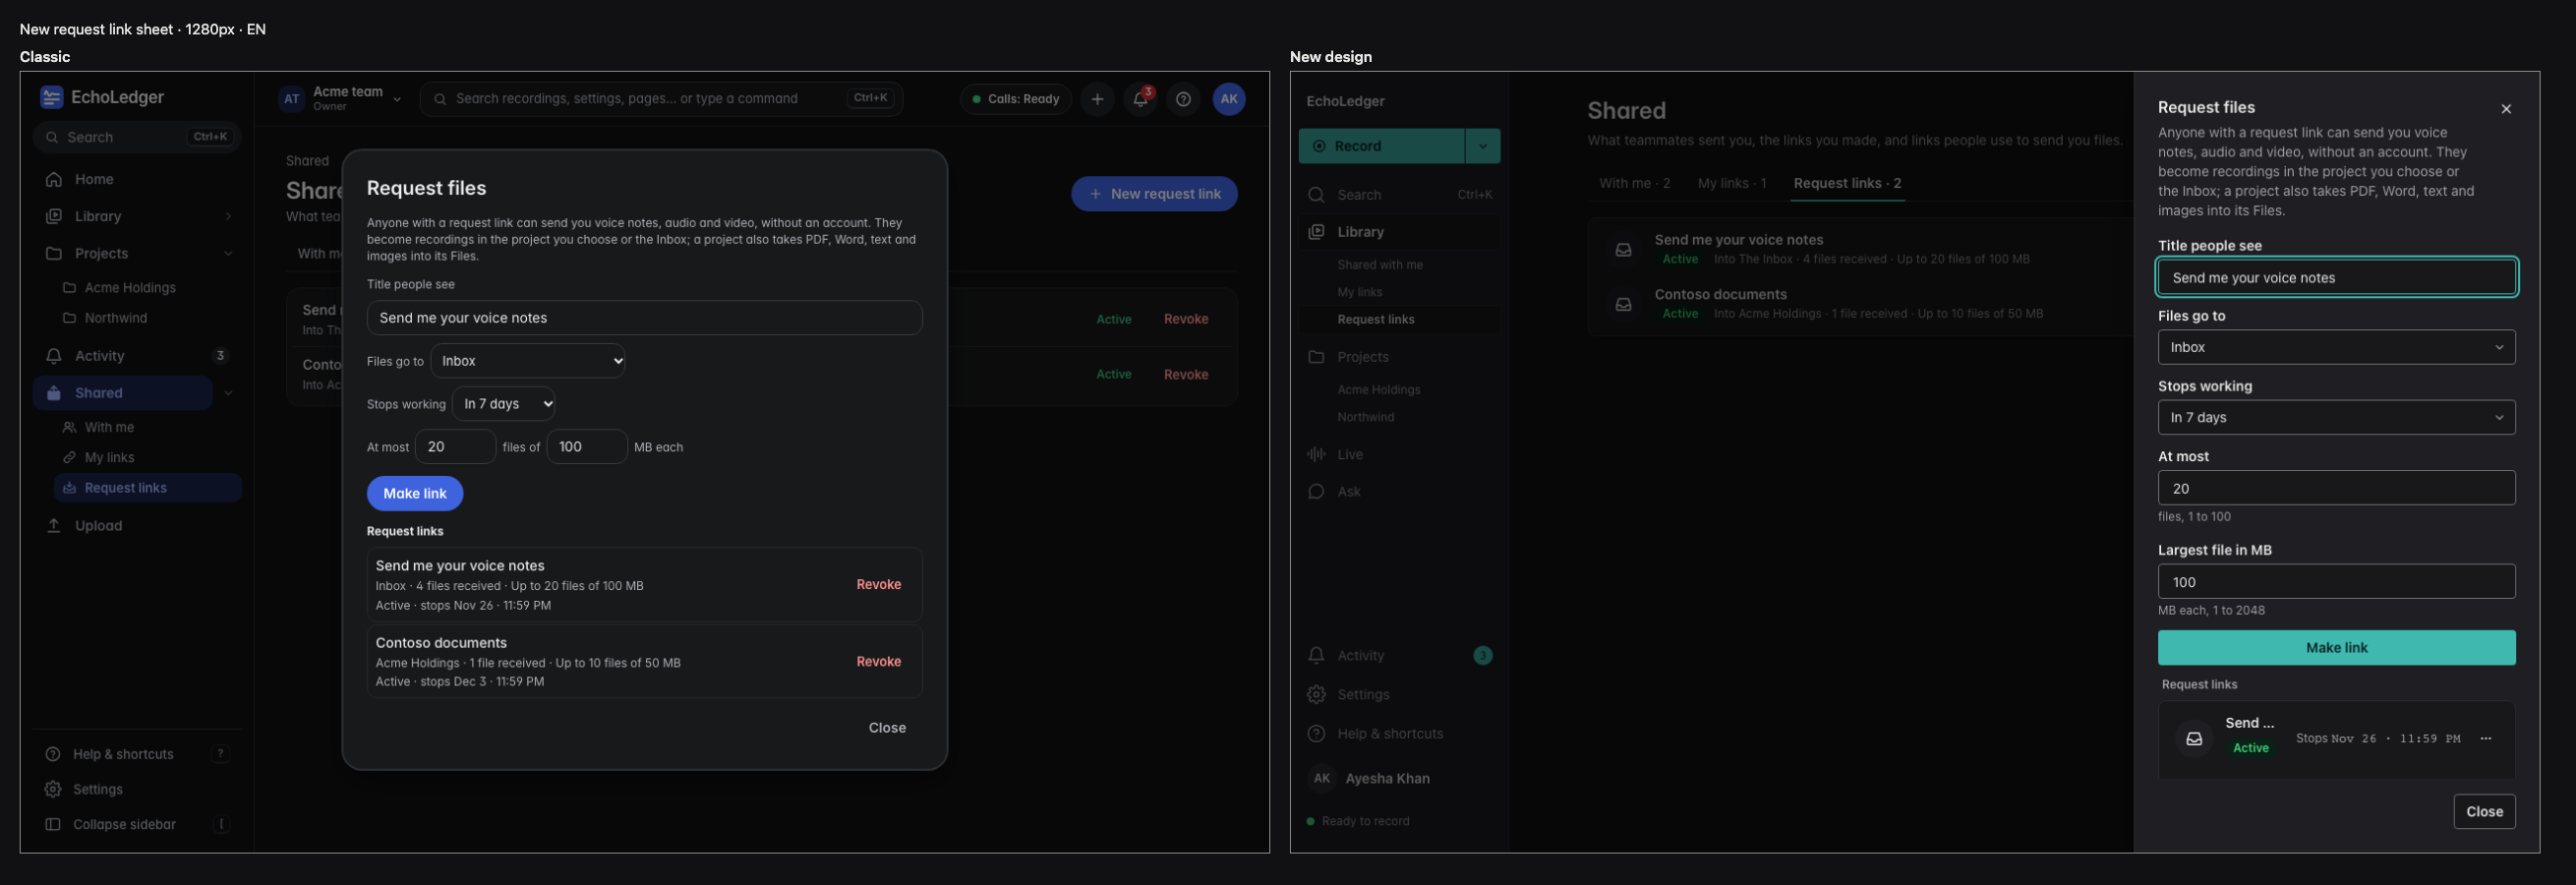 New request link sheet · 1280px · EN
Classic
EchoLedger
Search Ctrl+K
Home
Library
Projects
Acme Holdings
Northwind
Activity 3
Shared
With me
My links
Request links
Upload
Help & shortcuts ?
Settings
Collapse sidebar [
AT Acme team
Owner
Search recordings, settings, pages... or type a command Ctrl+K
Calls: Ready
3
AK
Shared
Share
What tea
New request link
With m
Send
Into Th
Active Revoke
Conto
Into Ac
Active Revoke
Request files
Anyone with a request link can send you voice notes, audio and video, without an account. They
become recordings in the project you choose or the Inbox; a project also takes PDF, Word, text and
images into its Files.
Title people see
Send me your voice notes
Files go to Inbox
Stops working In 7 days
At most 20 files of 100 MB each
Make link
Request links
Send me your voice notes
Inbox · 4 files received · Up to 20 files of 100 MB
Active · stops Nov 26 · 11:59 PM
Revoke
Contoso documents
Acme Holdings · 1 file received · Up to 10 files of 50 MB
Active · stops Dec 3 · 11:59 PM
Revoke
Close
New design
EchoLedger
Record
Search Ctrl+K
Library
Shared with me
My links
Request links
Projects
Acme Holdings
Northwind
Live
Ask
Activity 3
Settings
Help & shortcuts
AK Ayesha Khan
Ready to record
Shared
What teammates sent you, the links you made, and links people use to send you files.
With me · 2 My links · 1 Request links · 2
Send me your voice notes
Active Into The Inbox · 4 files received · Up to 20 files of 100 MB
Contoso documents
Active Into Acme Holdings · 1 file received · Up to 10 files of 50 MB
Request files
Anyone with a request link can send you voice
notes, audio and video, without an account. They
become recordings in the project you choose or
the Inbox; a project also takes PDF, Word, text and
images into its Files.
Title people see
Send me your voice notes
Files go to
Inbox
Stops working
In 7 days
At most
20
files, 1 to 100
Largest file in MB
100
MB each, 1 to 2048
Make link
Request links
Send ...
Active
Stops Nov 26 · 11:59 PM
Close